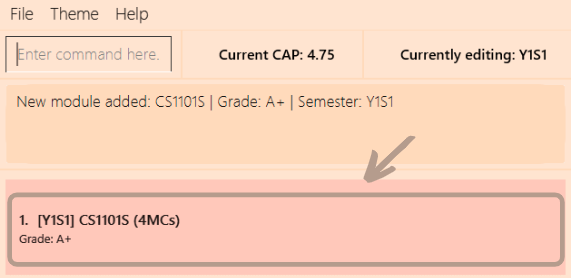 File Theme Help
Enter command here. Current CAP: 4.75 Currently editing: Y1S1
New module added: CS1101S | Grade: A+ | Semester: Y1S1
1. [Y1S1] CS1101S (4MCs)
Grade: A+